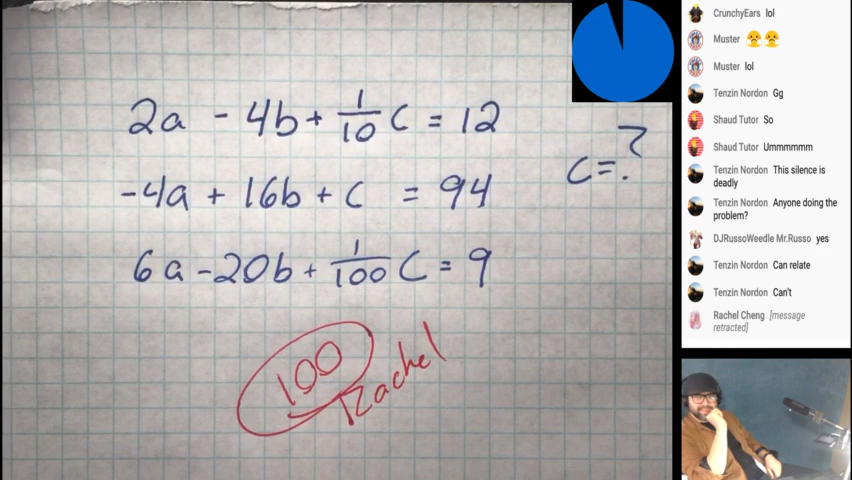 2a - 4b + 1/10 c = 12
-4a + 16b + c = 94
6a - 20b + 1/100 c = 9
c = ?
100
Rachel
CrunchyEars lol
Muster 😤😤
Muster lol
Tenzin Nordon Gg
Shaud Tutor So
Shaud Tutor Ummmmmm
Tenzin Nordon This silence is
deadly
Tenzin Nordon Anyone doing the
problem?
DJRussoWeedle Mr.Russo yes
Tenzin Nordon Can relate
Tenzin Nordon Can't
Rachel Cheng [message
retracted]